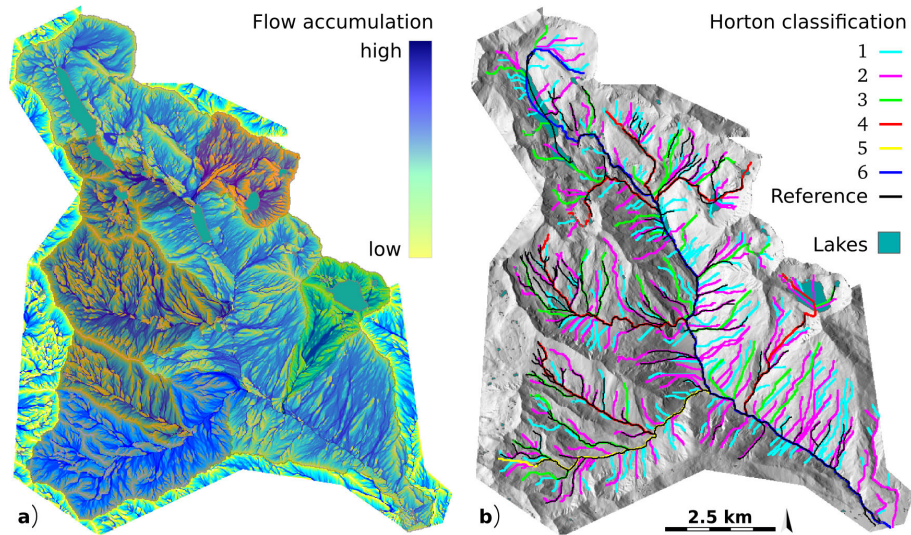 Flow accumulation
high
low
a)
Horton classification
1
2
3
4
5
6
Reference
Lakes
b)
2.5 km